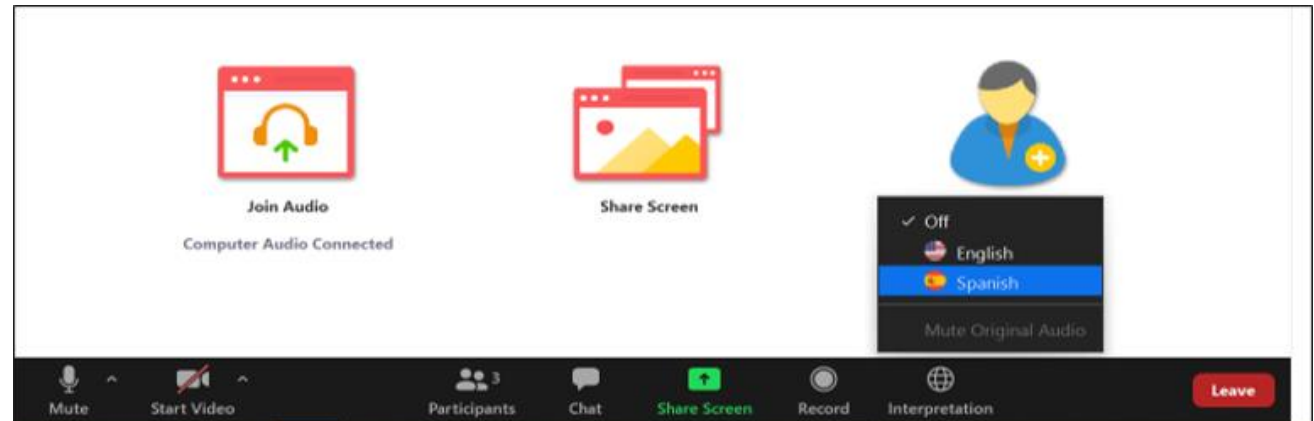 Join Audio
Computer Audio Connected
Share Screen
✓ Off
English
Spanish
Mute Original Audio
Mute
Start Video
3
Participants
Chat
Share Screen
Record
Interpretation
Leave